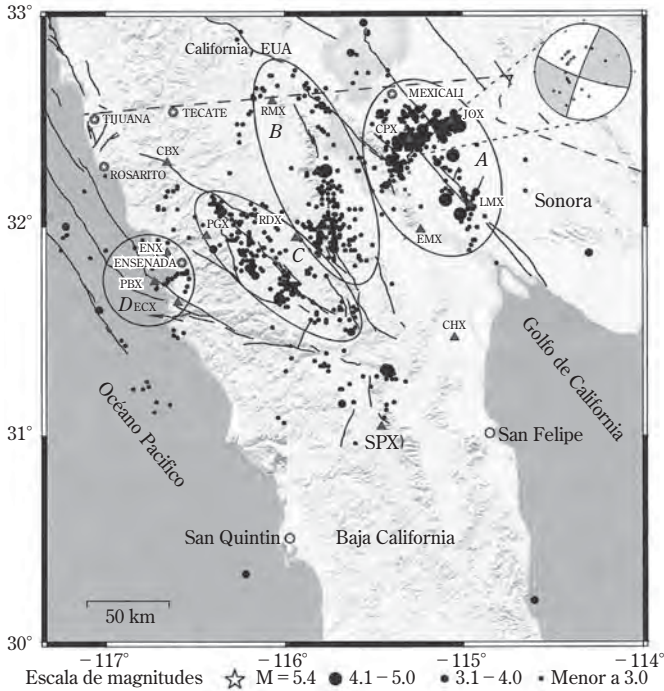 33°
California, EUA
MEXICALI
TIJUANA
TECATE
RMX
B
CPX
JOX
CBX
A
ROSARITO
LMX
Sonora
32°
PGX
RDX
EMX
ENX
C
ENSENADA
PBX
D
ECX
CHX
Golfo de California
Océano Pacifico
31°
SPX
San Felipe
San Quintin
Baja California
50 km
30°
−117°
−116°
−115°
−114°
Escala de magnitudes M = 5.4 4.1 − 5.0 3.1 − 4.0 Menor a 3.0